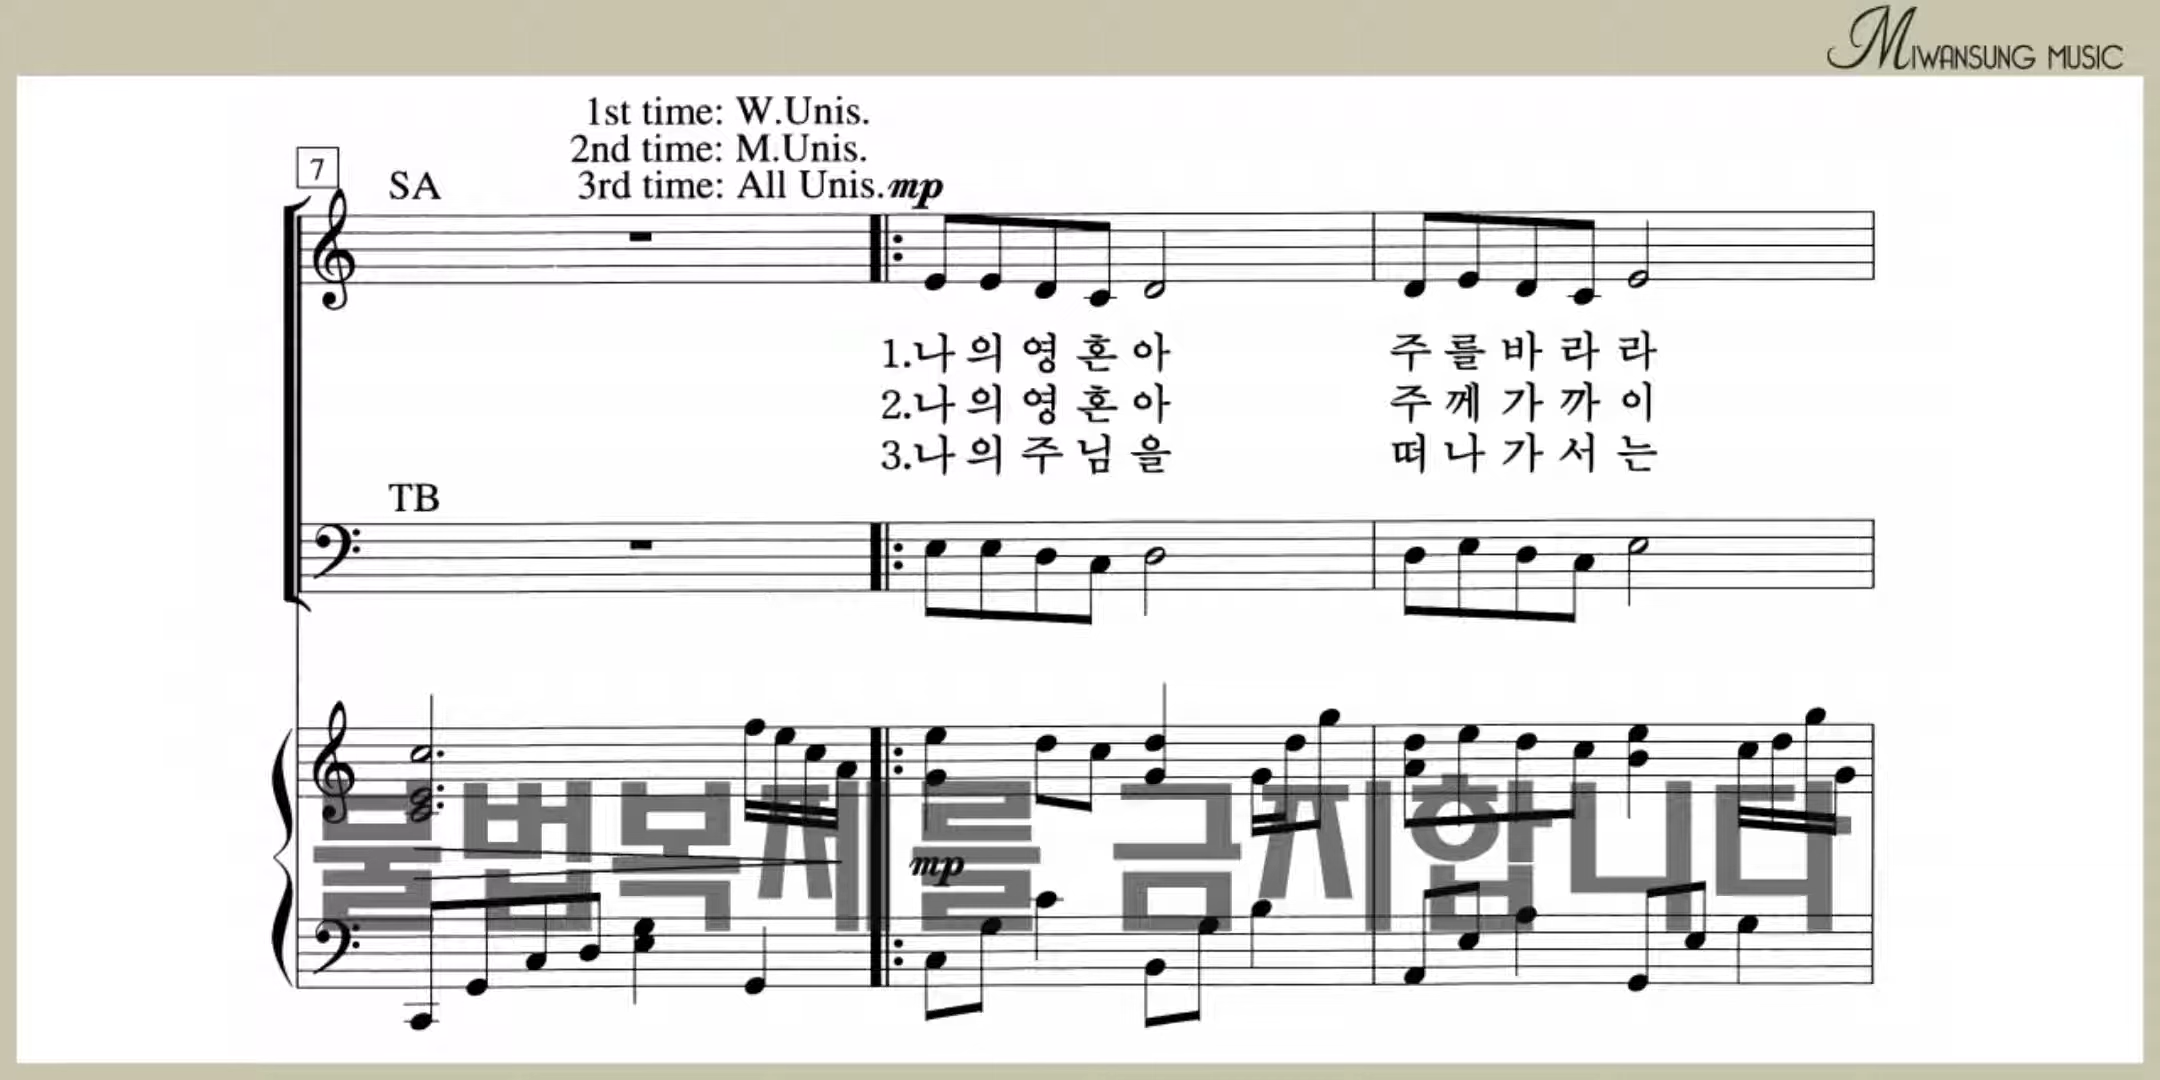 MIWANSUNG MUSIC
1st time: W.Unis.
2nd time: M.Unis.
7 SA 3rd time: All Unis. mp
1.나의영혼아 주를바라라
2.나의영혼아 주께가까이
3.나의주님을 떠나가서는
TB
불법복제를 금지합니다
mp